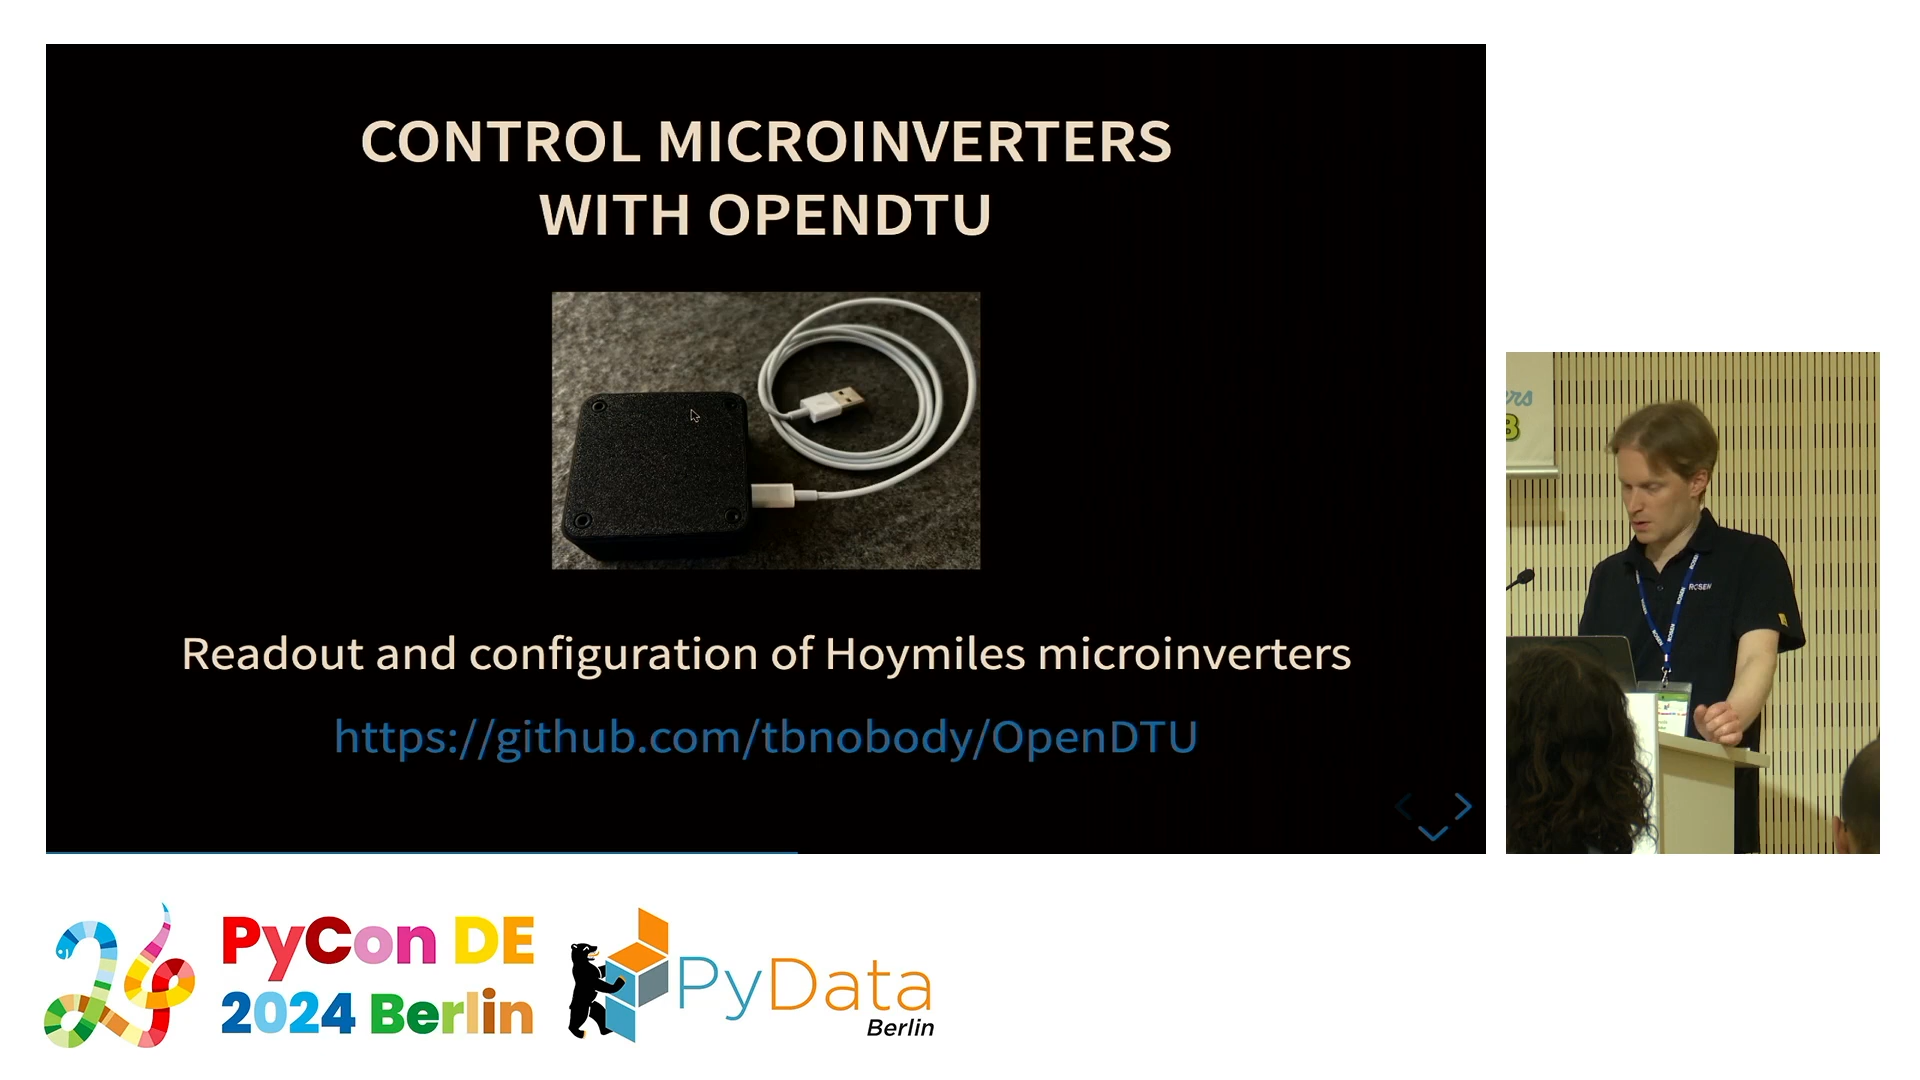 CONTROL MICROINVERTERS
WITH OPENDTU
Readout and configuration of Hoymiles microinverters
https://github.com/tbnobody/OpenDTU
ROSEN
PyCon DE
2024 Berlin
PyData
Berlin